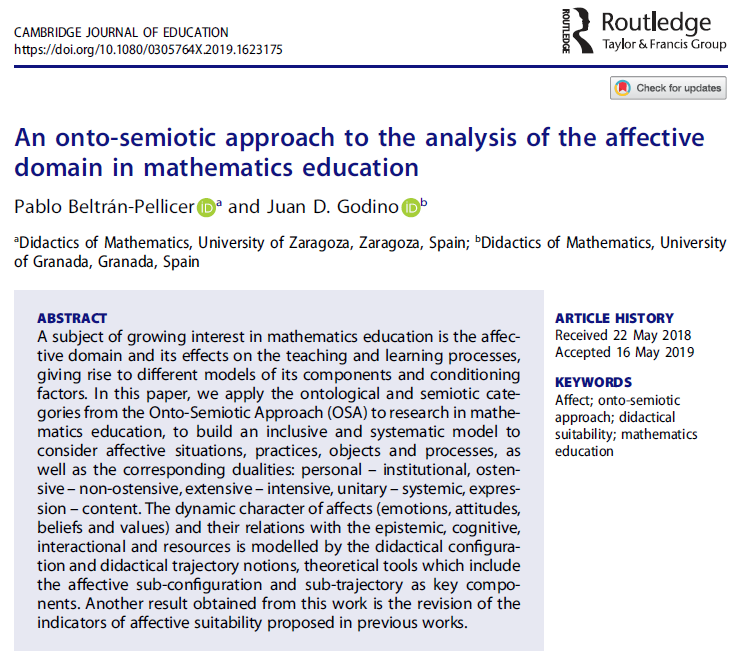 CAMBRIDGE JOURNAL OF EDUCATION
https://doi.org/10.1080/0305764X.2019.1623175
ROUTLEDGE
Routledge
Taylor & Francis Group
Check for updates
An onto-semiotic approach to the analysis of the affective
domain in mathematics education
Pablo Beltrán-Pellicer iD a and Juan D. Godino iD b
aDidactics of Mathematics, University of Zaragoza, Zaragoza, Spain; bDidactics of Mathematics, University
of Granada, Granada, Spain
ABSTRACT
A subject of growing interest in mathematics education is the affec-
tive domain and its effects on the teaching and learning processes,
giving rise to different models of its components and conditioning
factors. In this paper, we apply the ontological and semiotic cate-
gories from the Onto-Semiotic Approach (OSA) to research in mathe-
matics education, to build an inclusive and systematic model to
consider affective situations, practices, objects and processes, as
well as the corresponding dualities: personal – institutional, osten-
sive – non-ostensive, extensive – intensive, unitary – systemic, expres-
sion – content. The dynamic character of affects (emotions, attitudes,
beliefs and values) and their relations with the epistemic, cognitive,
interactional and resources is modelled by the didactical configura-
tion and didactical trajectory notions, theoretical tools which include
the affective sub-configuration and sub-trajectory as key compo-
nents. Another result obtained from this work is the revision of the
indicators of affective suitability proposed in previous works.
ARTICLE HISTORY
Received 22 May 2018
Accepted 16 May 2019
KEYWORDS
Affect; onto-semiotic
approach; didactical
suitability; mathematics
education